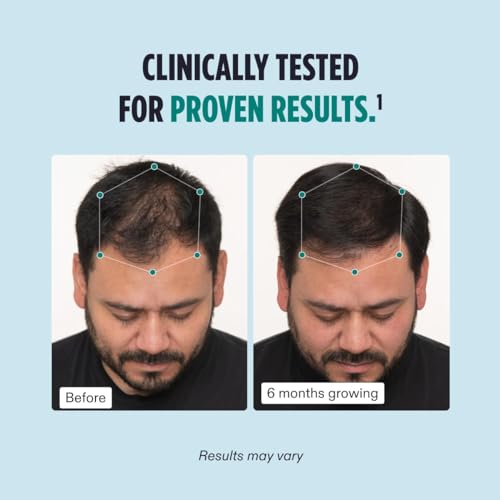 CLINICALLY TESTED
FOR PROVEN RESULTS.¹
Before
6 months growing
Results may vary